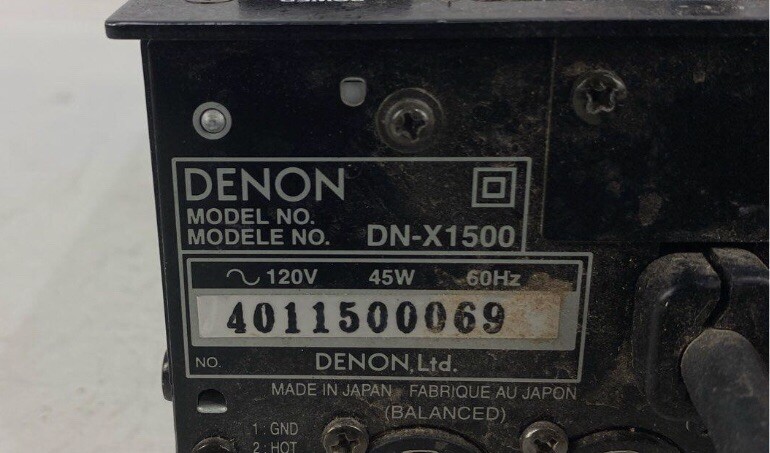 DENON
MODEL NO.
MODELE NO. DN-X1500
120V 45W 60Hz
4011500069
NO. DENON, Ltd.
MADE IN JAPAN FABRIQUE AU JAPON
(BALANCED)
1 : GND
2 : HOT